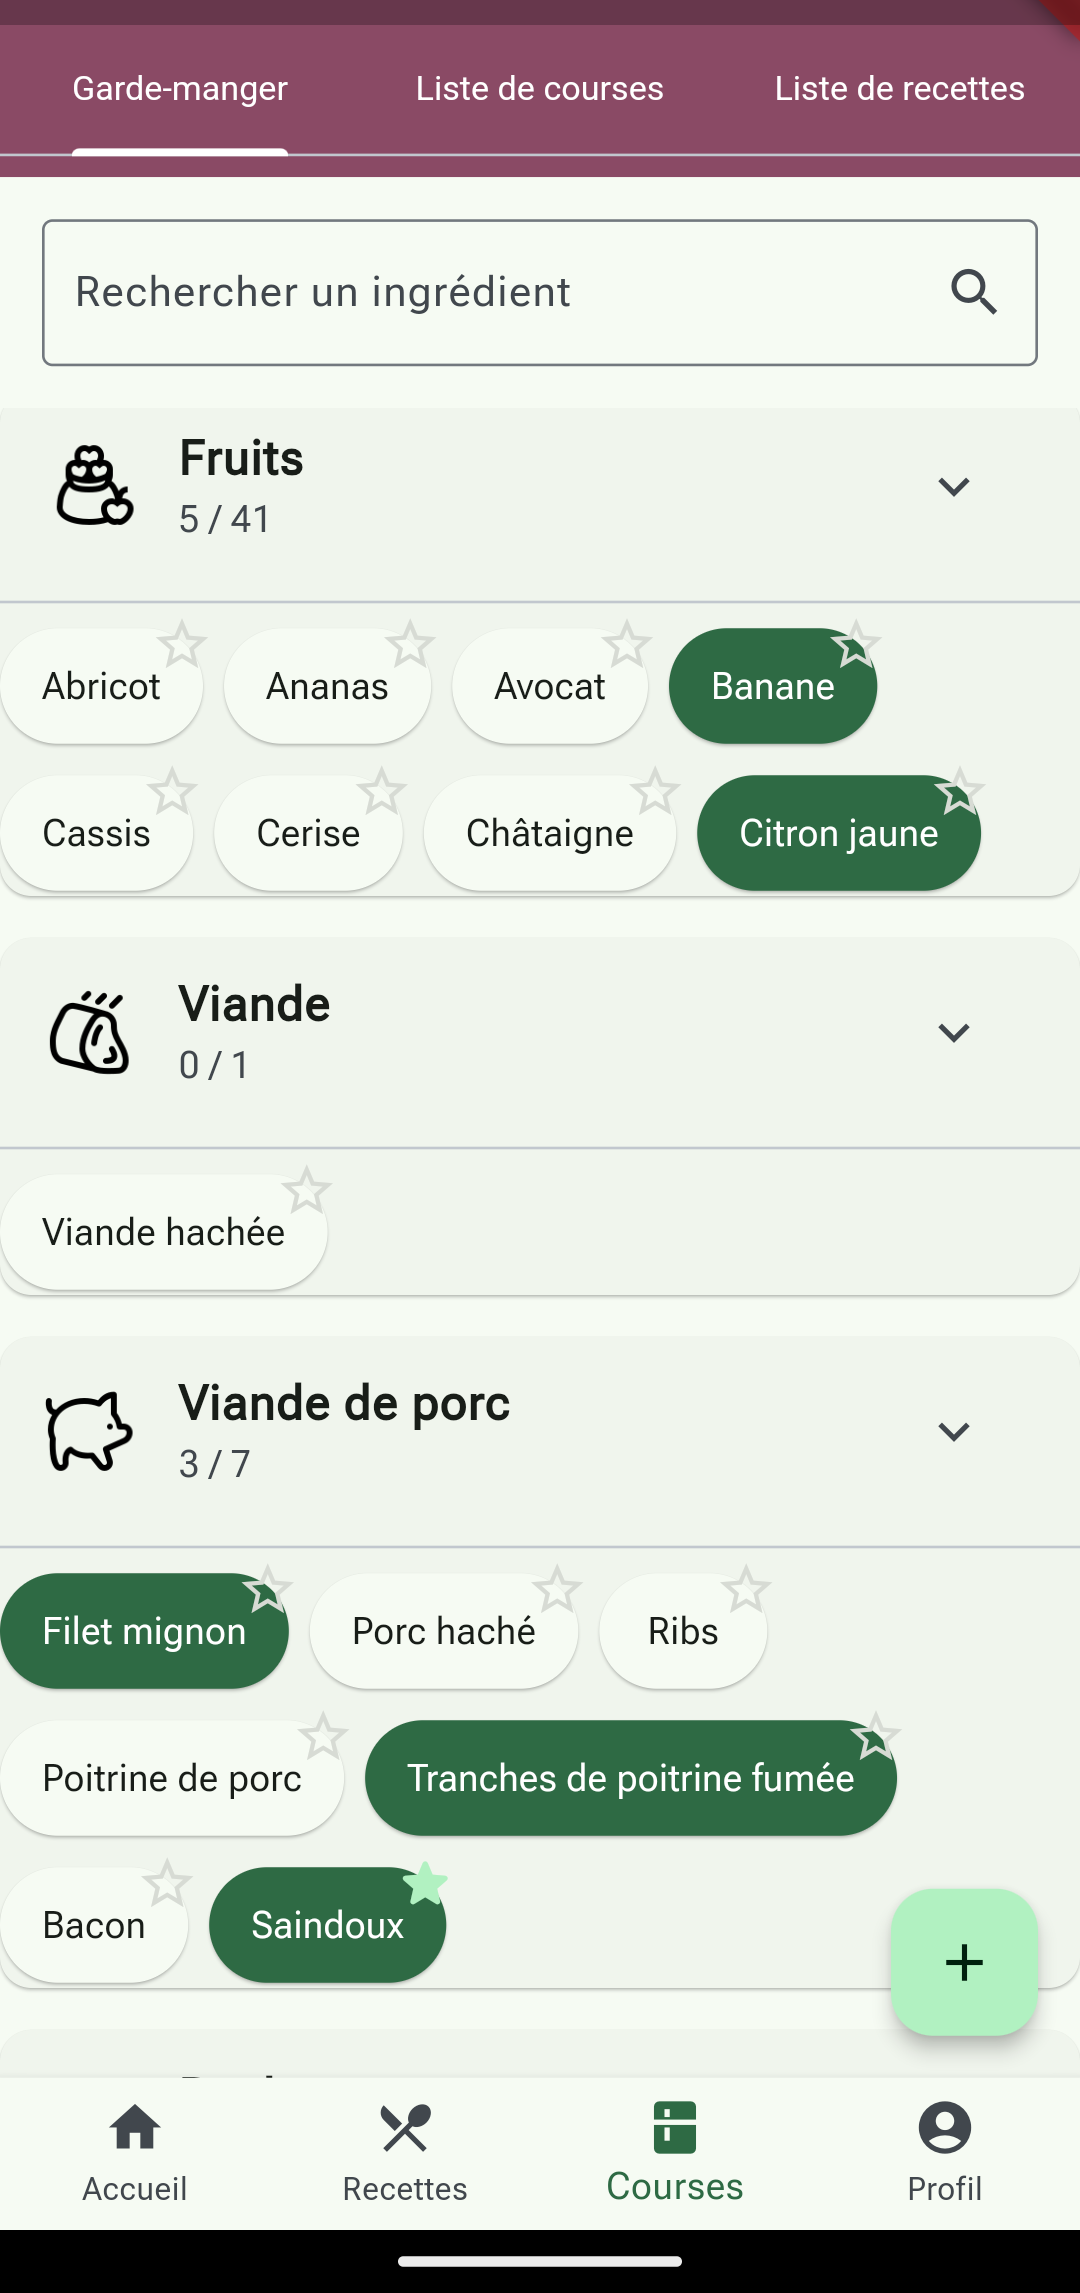 Garde-manger Liste de courses Liste de recettes
Rechercher un ingrédient
Fruits
5 / 41
Abricot Ananas Avocat Banane
Cassis Cerise Châtaigne Citron jaune
Viande
0 / 1
Viande hachée
Viande de porc
3 / 7
Filet mignon Porc haché Ribs
Poitrine de porc Tranches de poitrine fumée
Bacon Saindoux
Accueil Recettes Courses Profil